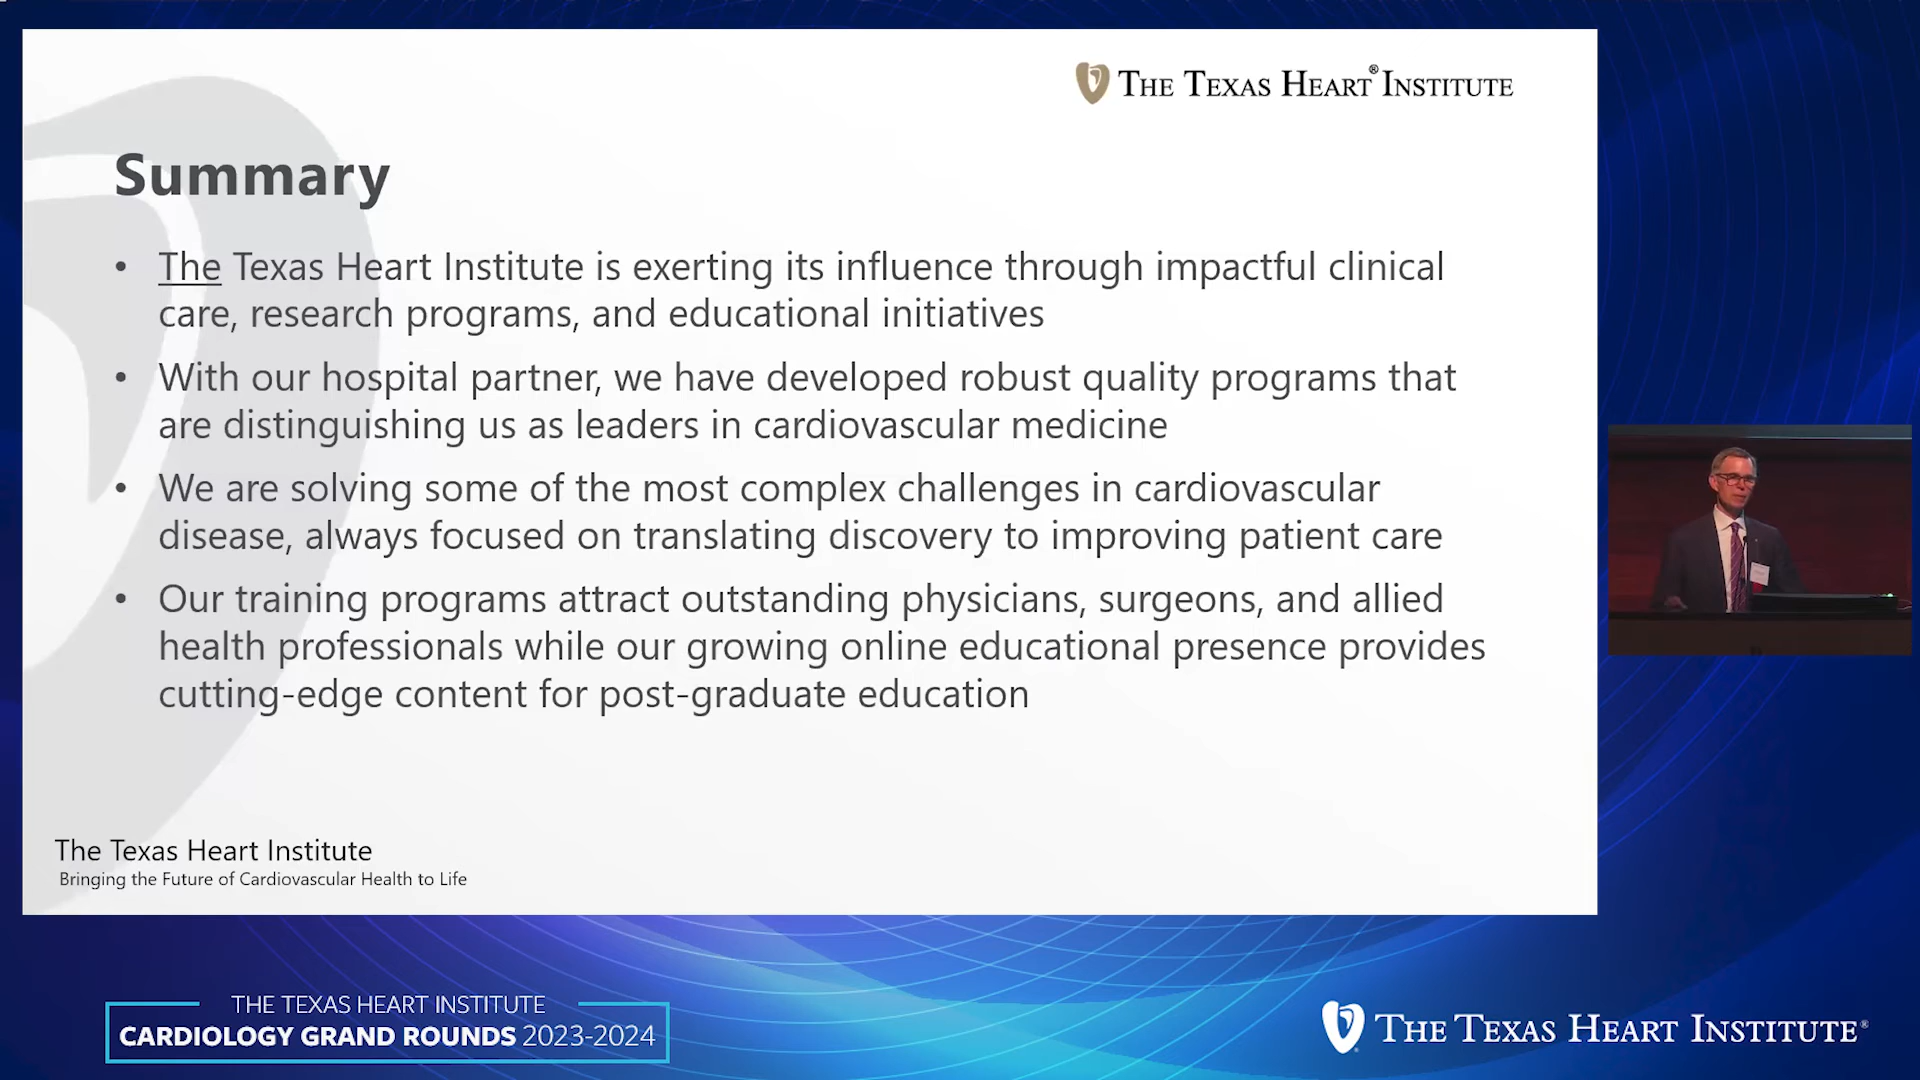 THE TEXAS HEART® INSTITUTE
Summary
• The Texas Heart Institute is exerting its influence through impactful clinical
care, research programs, and educational initiatives
• With our hospital partner, we have developed robust quality programs that
are distinguishing us as leaders in cardiovascular medicine
• We are solving some of the most complex challenges in cardiovascular
disease, always focused on translating discovery to improving patient care
• Our training programs attract outstanding physicians, surgeons, and allied
health professionals while our growing online educational presence provides
cutting-edge content for post-graduate education
The Texas Heart Institute
Bringing the Future of Cardiovascular Health to Life
THE TEXAS HEART INSTITUTE
CARDIOLOGY GRAND ROUNDS 2023-2024
THE TEXAS HEART INSTITUTE®